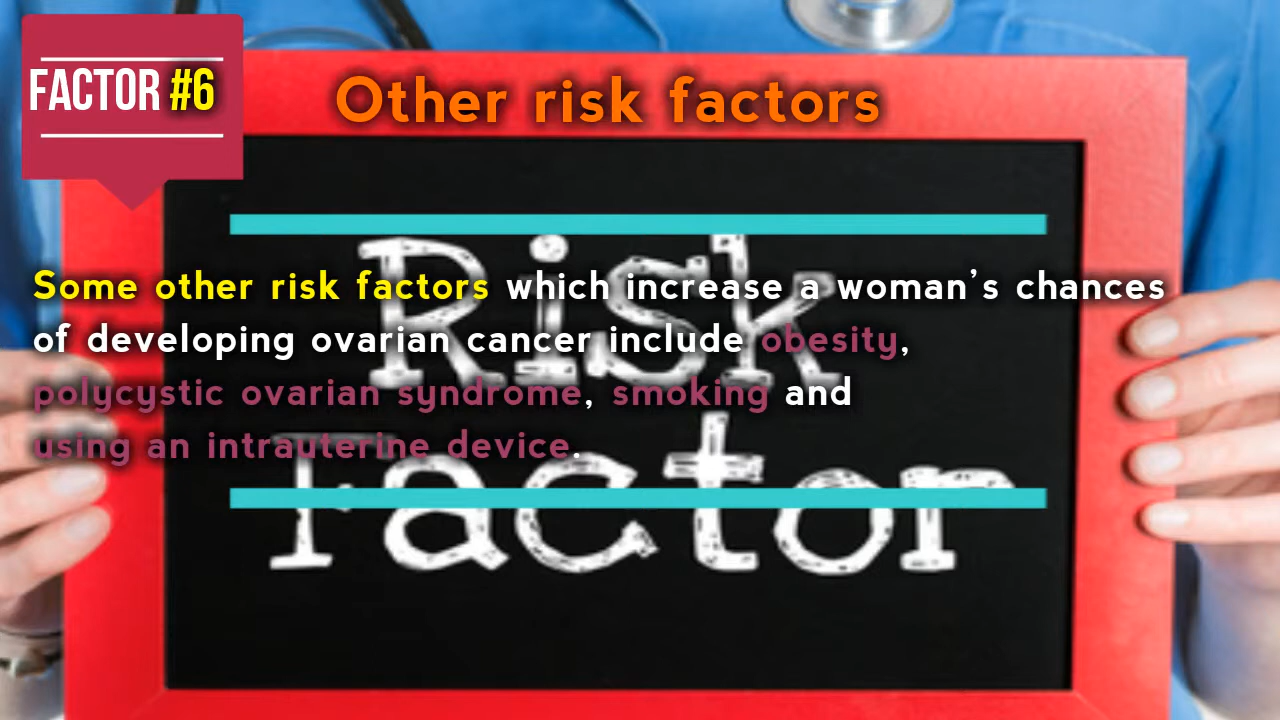 FACTOR #6
Other risk factors
Some other risk factors which increase a woman's chances
of developing ovarian cancer include obesity,
polycystic ovarian syndrome, smoking and
using an intrauterine device.
Risk
Factor